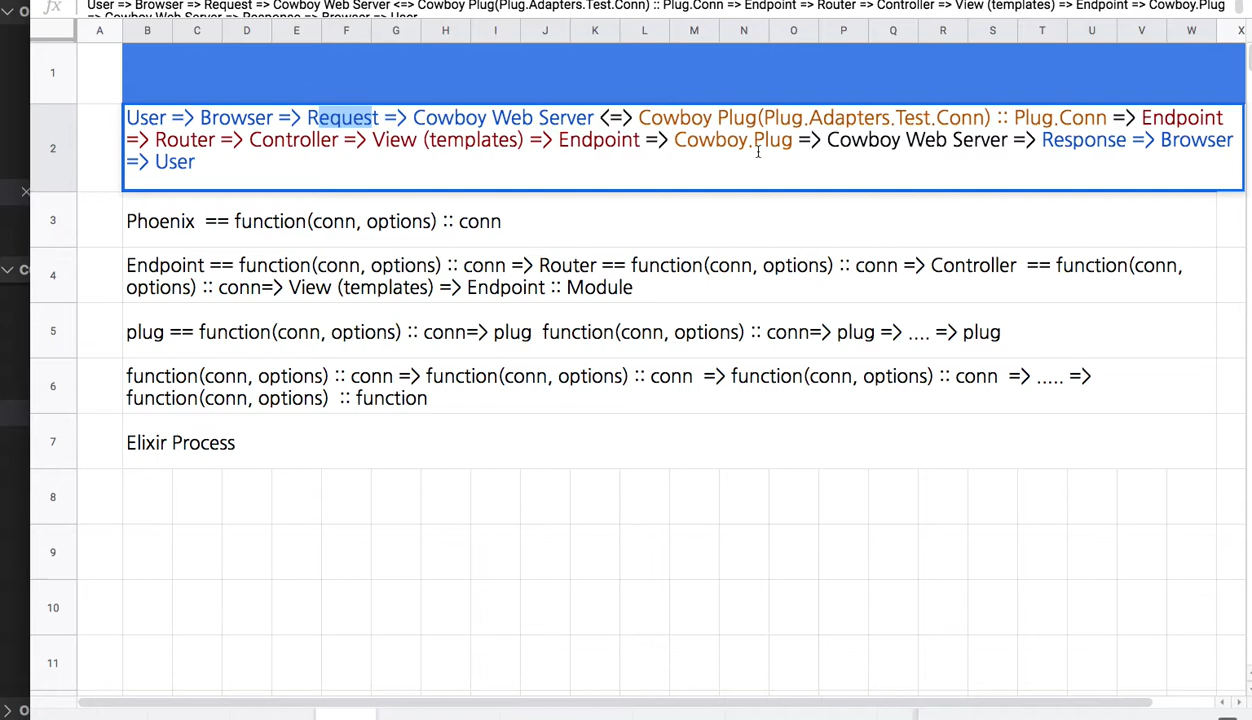 User => Browser => Request => Cowboy Web Server <=> Cowboy Plug(Plug.Adapters.Test.Conn) :: Plug.Conn => Endpoint => Router => Controller => View (templates) => Endpoint => Cowboy.Plug
A B C D E F G H I J K L M N O P Q R S T U V W X
1
2
User => Browser => Request => Cowboy Web Server <=> Cowboy Plug(Plug.Adapters.Test.Conn) :: Plug.Conn => Endpoint
=> Router => Controller => View (templates) => Endpoint => Cowboy.Plug => Cowboy Web Server => Response => Browser
=> User
3 Phoenix == function(conn, options) :: conn
4
Endpoint == function(conn, options) :: conn => Router == function(conn, options) :: conn => Controller == function(conn,
options) :: conn=> View (templates) => Endpoint :: Module
5 plug == function(conn, options) :: conn=> plug function(conn, options) :: conn=> plug => .... => plug
6
function(conn, options) :: conn => function(conn, options) :: conn => function(conn, options) :: conn => ..... =>
function(conn, options) :: function
7 Elixir Process
8
9
10
11